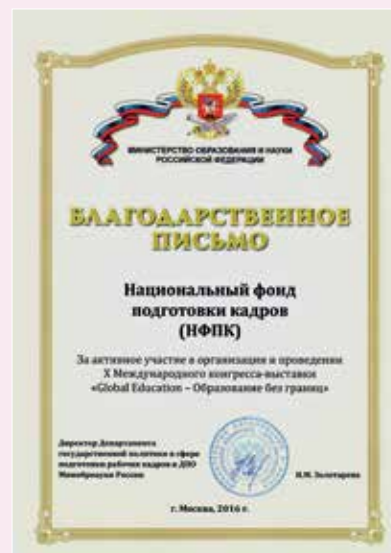 МИНИСТЕРСТВО ОБРАЗОВАНИЯ И НАУКИ
РОССИЙСКОЙ ФЕДЕРАЦИИ
БЛАГОДАРСТВЕННОЕ
ПИСЬМО
Национальный фонд
подготовки кадров
(НФПК)
За активное участие в организации и проведении
X Международного конгресса-выставки
«Global Education – Образование без границ»
Директор Департамента
государственной политики в сфере
подготовки рабочих кадров и ДПО
Минобрнауки России
Н.М. Золотарева
г. Москва, 2016 г.